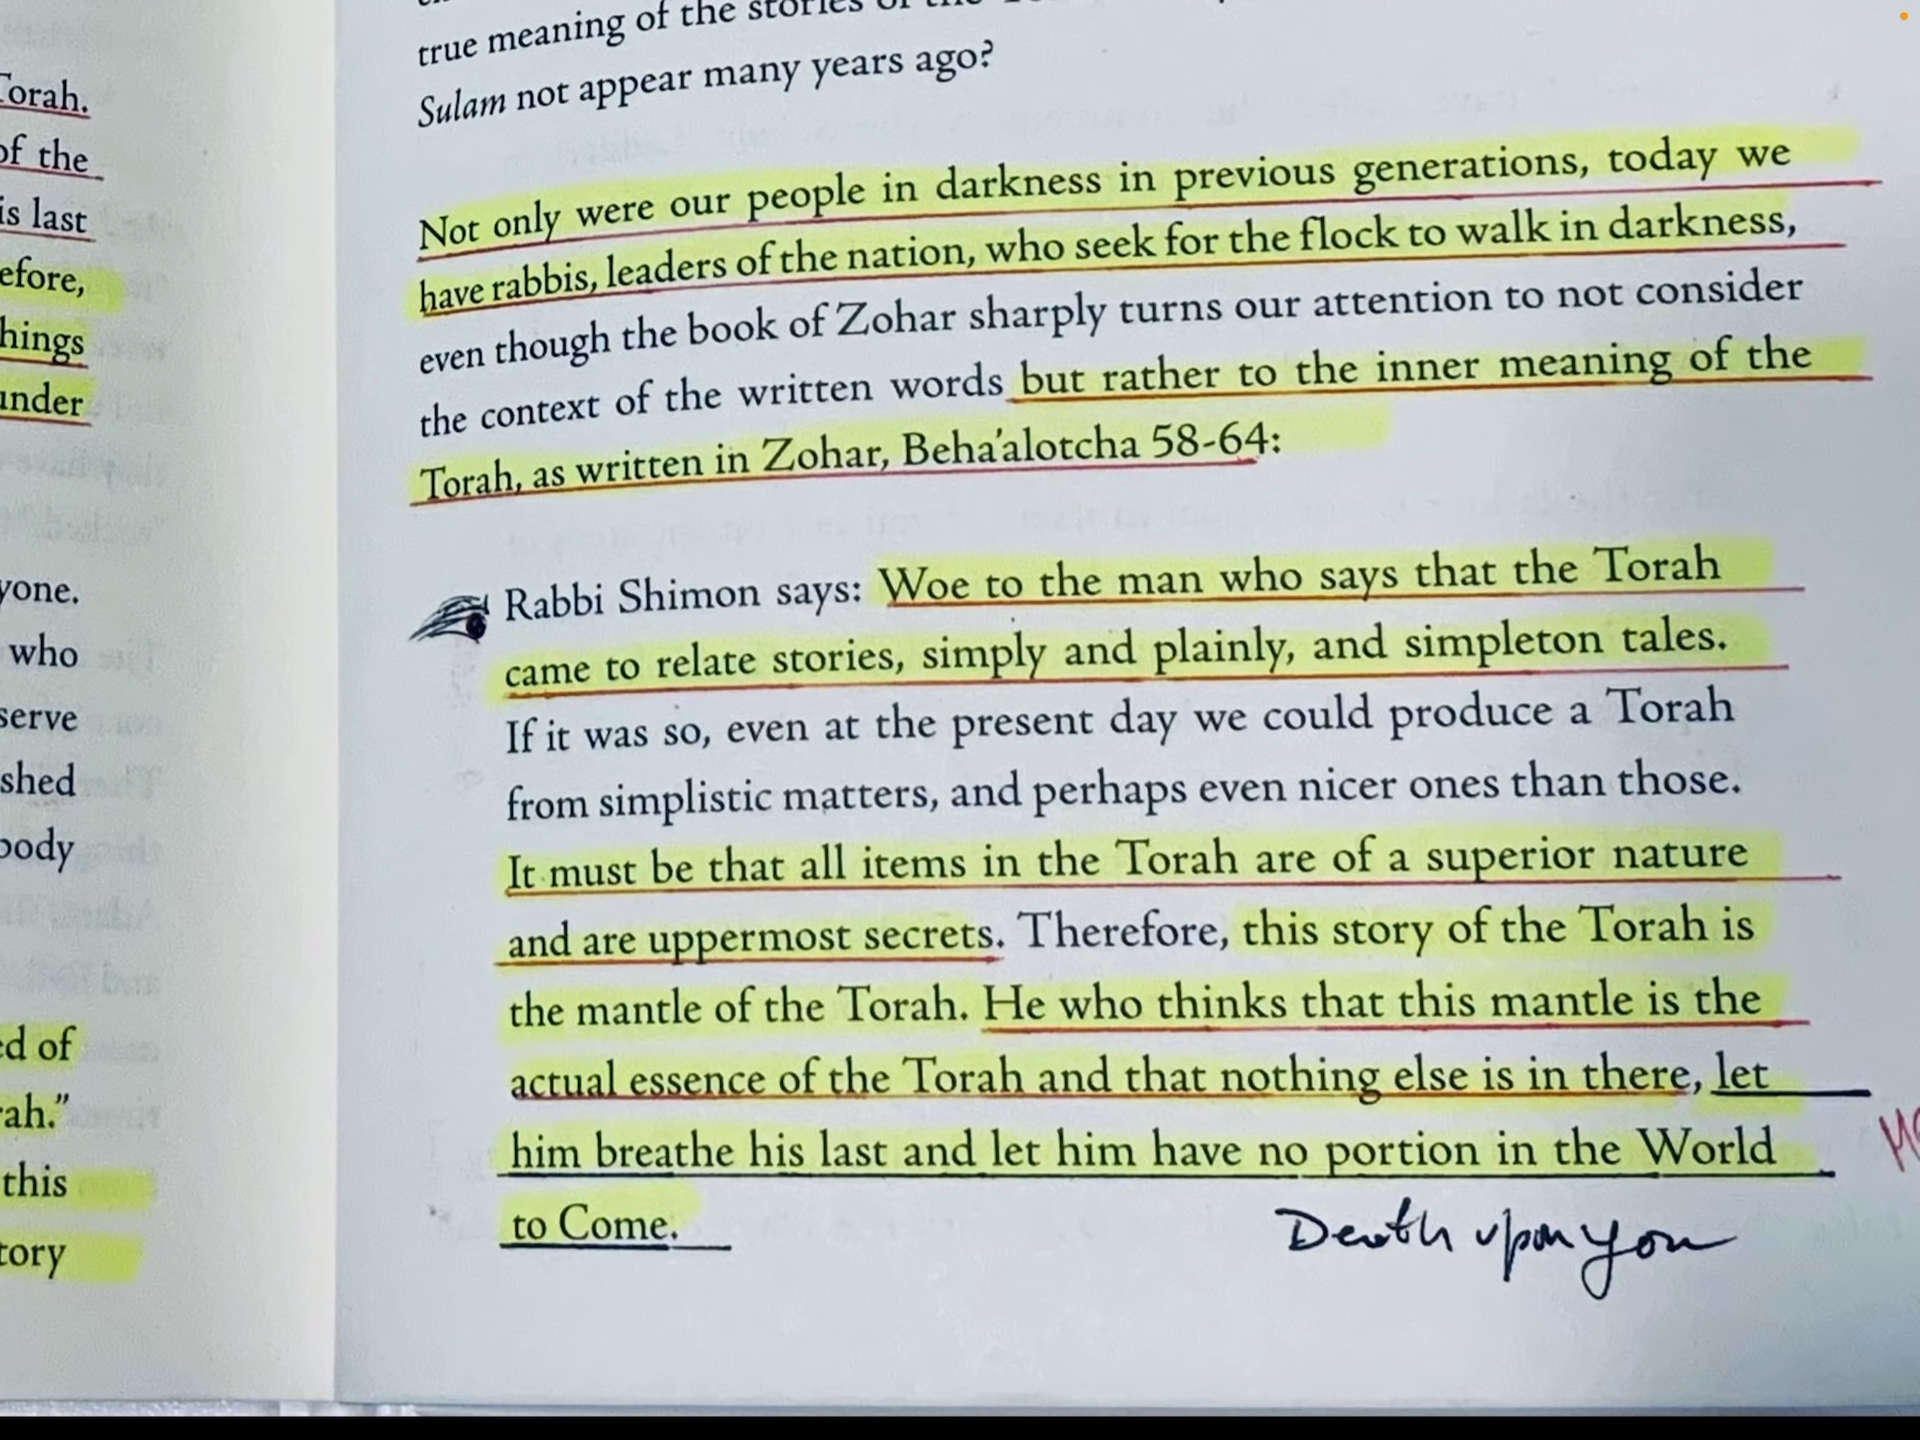 Torah.
of the
is last
efore,
hings
under
yone.
who
serve
shed
body
ed of
rah.”
this
tory
true meaning of the stories of the
Sulam not appear many years ago?
Not only were our people in darkness in previous generations, today we
have rabbis, leaders of the nation, who seek for the flock to walk in darkness,
even though the book of Zohar sharply turns our attention to not consider
the context of the written words but rather to the inner meaning of the
Torah, as written in Zohar, Beha’alotcha 58-64:
Rabbi Shimon says: Woe to the man who says that the Torah
came to relate stories, simply and plainly, and simpleton tales.
If it was so, even at the present day we could produce a Torah
from simplistic matters, and perhaps even nicer ones than those.
It must be that all items in the Torah are of a superior nature
and are uppermost secrets. Therefore, this story of the Torah is
the mantle of the Torah. He who thinks that this mantle is the
actual essence of the Torah and that nothing else is in there, let
him breathe his last and let him have no portion in the World
to Come.
Death upon you